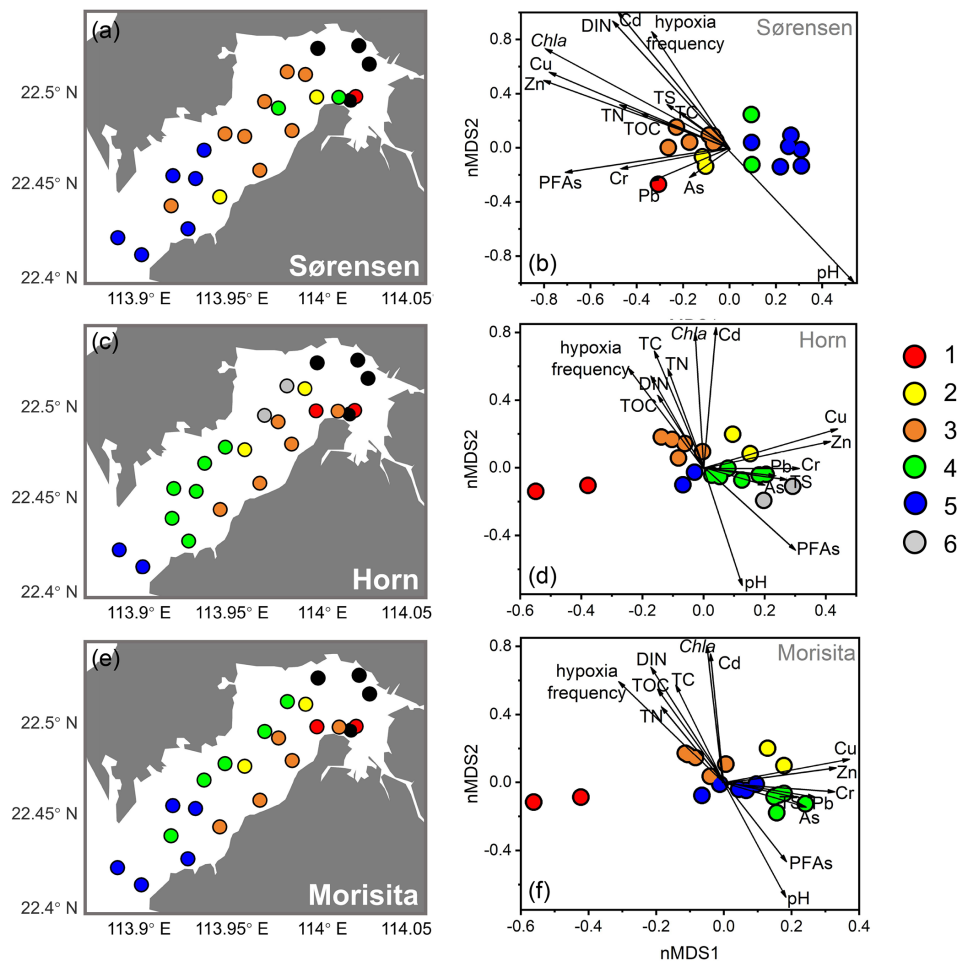 (a)
22.5° N
22.45° N
22.4° N
Sørensen
113.9° E 113.95° E 114° E 114.05°
0.8
0.4
0.0
-0.4
-0.8
nMDS2
DIN Cd hypoxia
frequency
Sørensen
Chla
Cu
Zn
TS
TN TC
TOC
PFAs Cr
Pb As
pH
(b)
-0.8 -0.6 -0.4 -0.2 0.0 0.2 0.4
(c)
22.5° N
22.45° N
22.4° N
Horn
113.9° E 113.95° E 114° E 114.05°
0.8
0.4
0.0
-0.4
nMDS2
Chla Cd
Horn
TC
hypoxia
frequency
TN
DIN
TOC
Cu
Zn
Pb Cr
As TS
PFAs
pH
(d)
-0.6 -0.4 -0.2 0.0 0.2 0.4 0.6
1
2
3
4
5
6
(e)
22.5° N
22.45° N
22.4° N
Morisita
113.9° E 113.95° E 114° E 114.05°
0.8
0.4
0.0
-0.4
nMDS2
Chla
Cd
Morisita
DIN
hypoxia
frequency
TOC TC
TN
Cu
Zn
Cr
TS Pb
As
PFAs
pH
(f)
-0.6 -0.4 -0.2 0.0 0.2 0.4
nMDS1